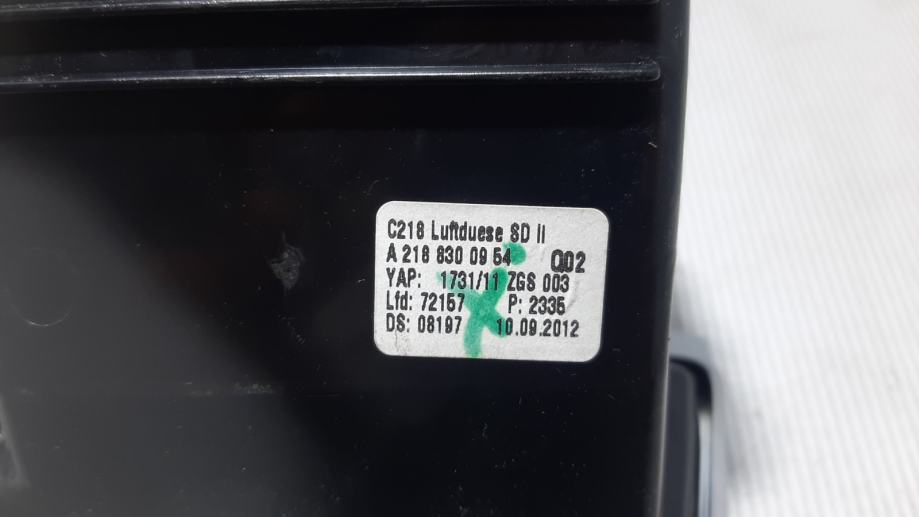 C218 Luftduese SD II
A 218 830 09 54 002
YAP: 1731/11 ZGS 003
Lfd: 72157 P: 2335
DS: 08197 10.09.2012